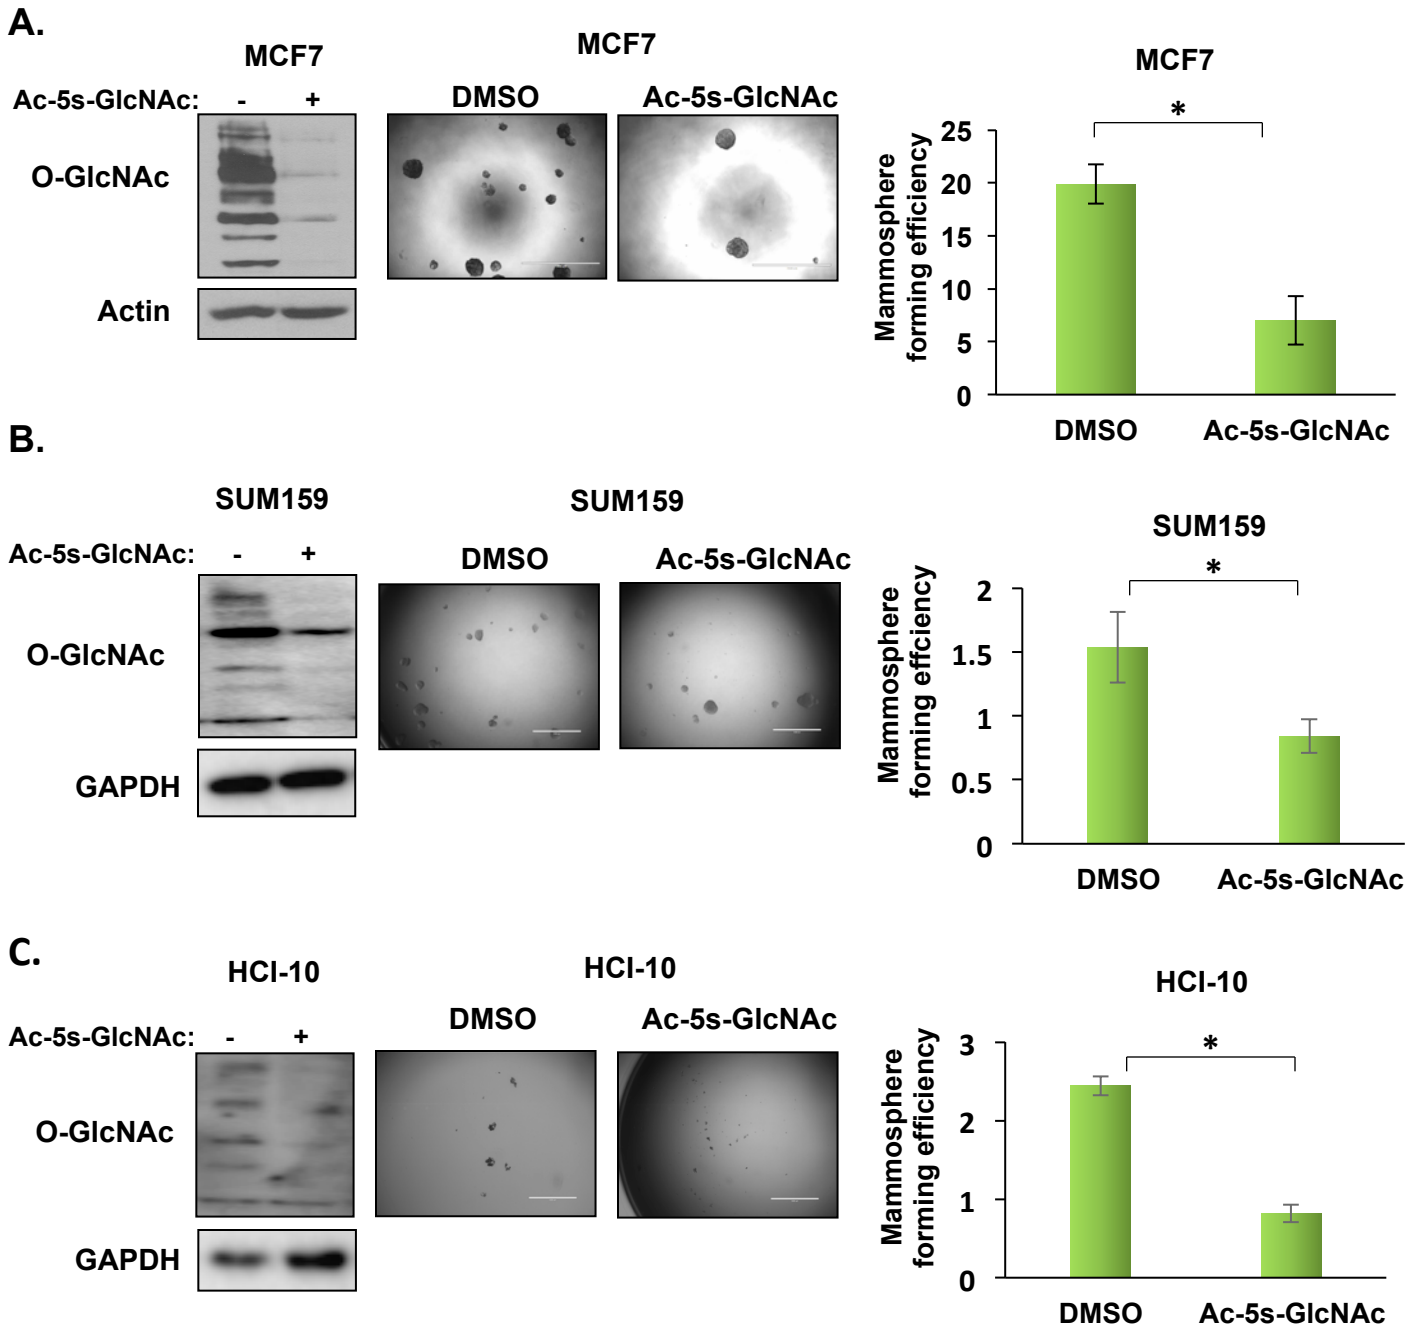 A.
MCF7
MCF7
MCF7
Ac-5s-GlcNAc: - +
DMSO
Ac-5s-GlcNAc
O-GlcNAc
Actin
*
Mammosphere
forming efficiency
25
20
15
10
5
0
DMSO
Ac-5s-GlcNAc
B.
SUM159
SUM159
SUM159
Ac-5s-GlcNAc: - +
DMSO
Ac-5s-GlcNAc
O-GlcNAc
GAPDH
*
Mammosphere
forming effciency
2
1.5
1
0.5
0
DMSO
Ac-5s-GlcNAc
C.
HCI-10
HCI-10
HCI-10
Ac-5s-GlcNAc: - +
DMSO
Ac-5s-GlcNAc
O-GlcNAc
GAPDH
*
Mammosphere
forming efficiency
3
2
1
0
DMSO
Ac-5s-GlcNAc